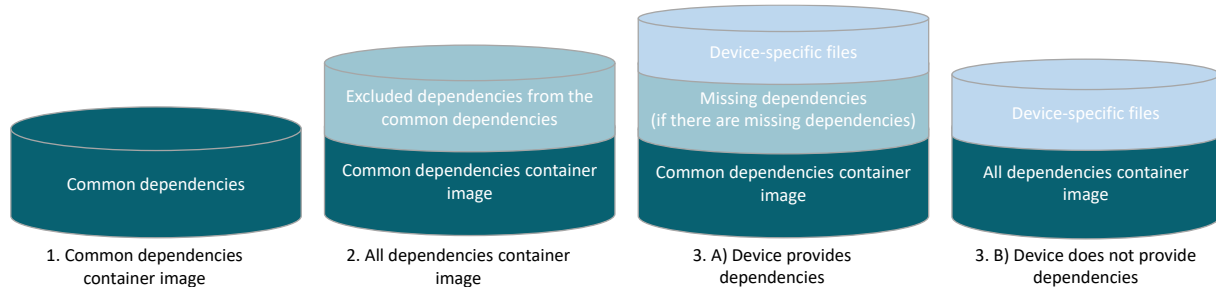 Common dependencies
1. Common dependencies
container image
Excluded dependencies from the
common dependencies
Common dependencies container
image
2. All dependencies container
image
Device-specific files
Missing dependencies
(if there are missing dependencies)
Common dependencies container
image
3. A) Device provides
dependencies
Device-specific files
All dependencies container
image
3. B) Device does not provide
dependencies